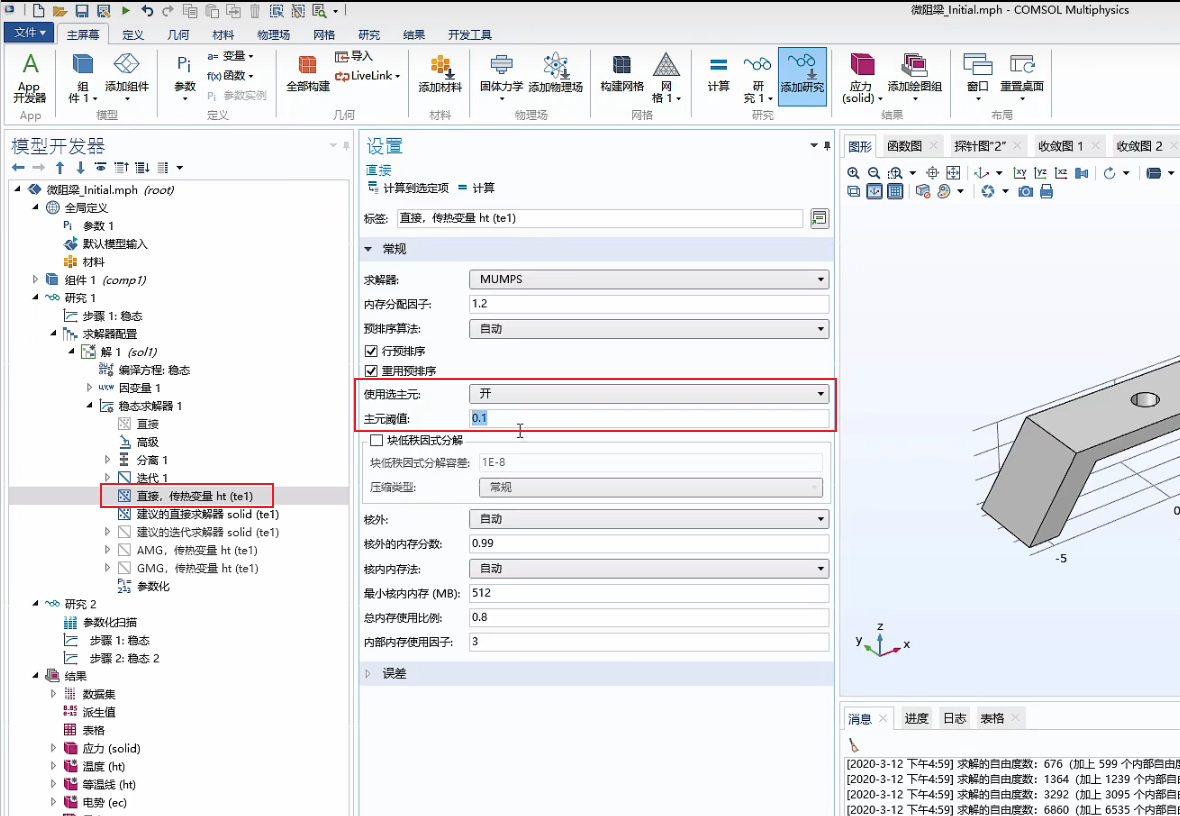 微阻梁_Initial.mph - COMSOL Multiphysics
文件 主屏幕 定义 几何 材料 物理场 网格 研究 结果 开发工具
App 开发器
App
组件 1
添加组件
模型
Pi
参数
a= 变量
f(x) 函数
Pi 参数实例
定义
全部构建
导入
LiveLink
几何
添加材料
材料
固体力学
添加物理场
物理场
构建网格
网格 1
网格
计算
研究 1
添加研究
研究
应力 (solid)
添加绘图组
结果
窗口
重置桌面
布局
模型开发器
微阻梁_Initial.mph (root)
全局定义
Pi 参数 1
默认模型输入
材料
组件 1 (comp1)
研究 1
步骤 1: 稳态
求解器配置
解 1 (sol1)
编译方程: 稳态
因变量 1
稳态求解器 1
直接
高级
分离 1
迭代 1
直接，传热变量 ht (te1)
建议的直接求解器 solid (te1)
建议的迭代求解器 solid (te1)
AMG，传热变量 ht (te1)
GMG，传热变量 ht (te1)
参数化
研究 2
参数化扫描
步骤 1: 稳态
步骤 2: 稳态 2
结果
数据集
派生值
表格
应力 (solid)
温度 (ht)
等温线 (ht)
电势 (ec)
设置
直接
计算到选定项 = 计算
标签: 直接，传热变量 ht (te1)
常规
求解器: MUMPS
内存分配因子: 1.2
预排序算法: 自动
行预排序
重用预排序
使用选主元: 开
主元阈值: 0.1
块低秩因式分解
块低秩因式分解容差: 1E-8
压缩类型: 常规
核外: 自动
核外的内存分数: 0.99
核内内存法: 自动
最小核内内存 (MB): 512
总内存使用比例: 0.8
内部内存使用因子: 3
误差
图形 函数图 探针图"2" 收敛图 1 收敛图 2
xy yz xz
-5
0
z
y
x
消息 进度 日志 表格
[2020-3-12 下午4:59] 求解的自由度数: 676 (加上 599 个内部自由
[2020-3-12 下午4:59] 求解的自由度数: 1364 (加上 1239 个内部自
[2020-3-12 下午4:59] 求解的自由度数: 3292 (加上 3095 个内部自
[2020-3-12 下午4:59] 求解的自由度数: 6860 (加上 6535 个内部自